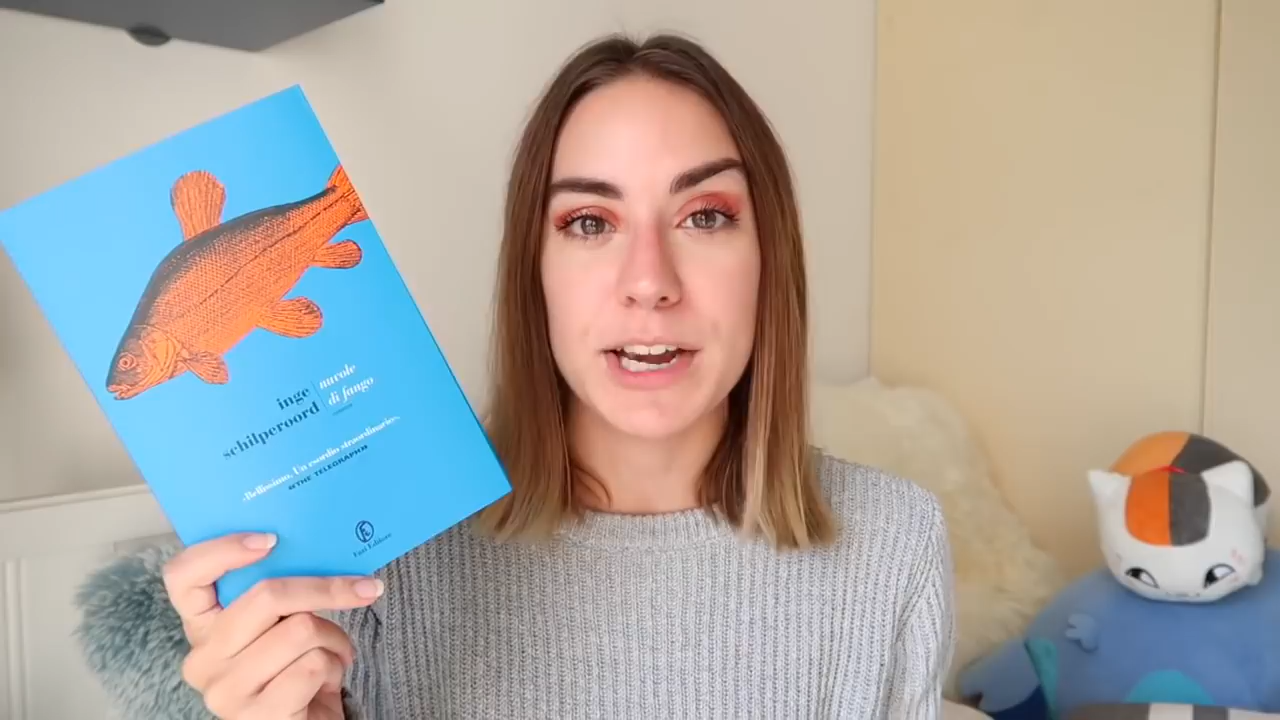 inge
schilperoord
nuvole
di fango
«Bellissimo. Un esordio straordinario».
«THE TELEGRAPH»
Fazi Editore